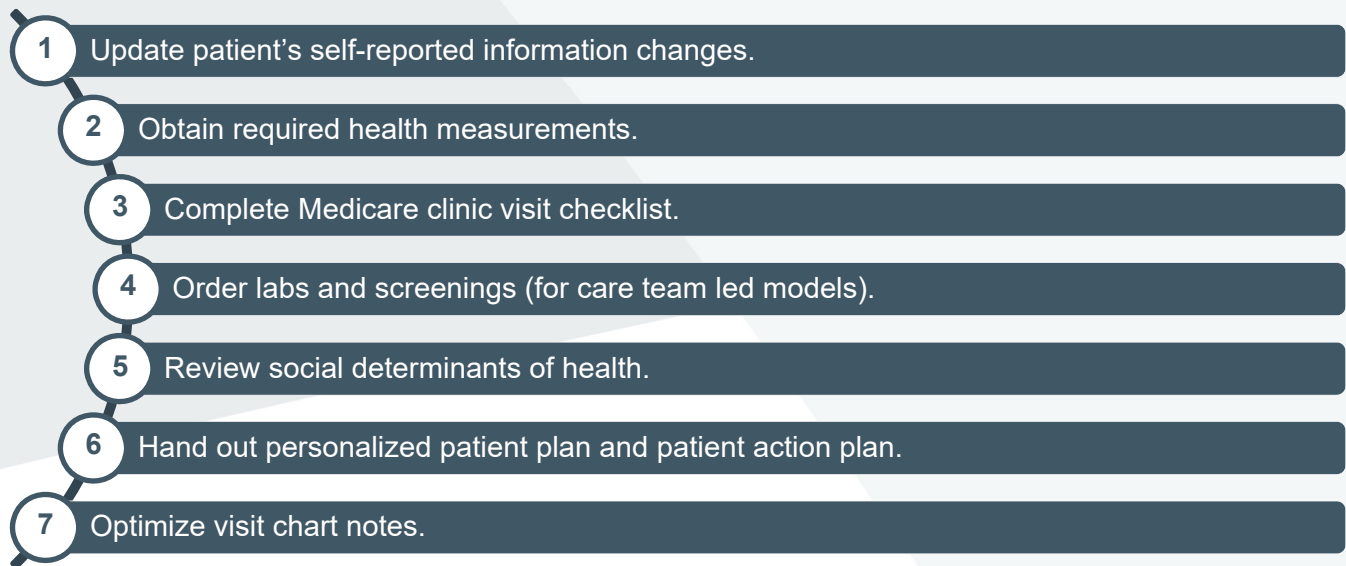 1 Update patient’s self-reported information changes.
2 Obtain required health measurements.
3 Complete Medicare clinic visit checklist.
4 Order labs and screenings (for care team led models).
5 Review social determinants of health.
6 Hand out personalized patient plan and patient action plan.
7 Optimize visit chart notes.